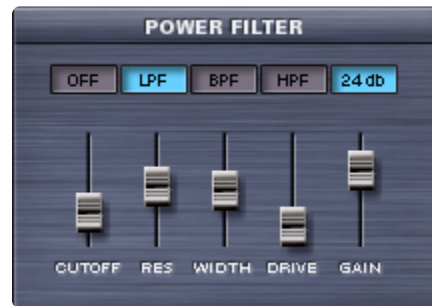 POWER FILTER
OFF LPF BPF HPF 24 db
CUTOFF RES WIDTH DRIVE GAIN